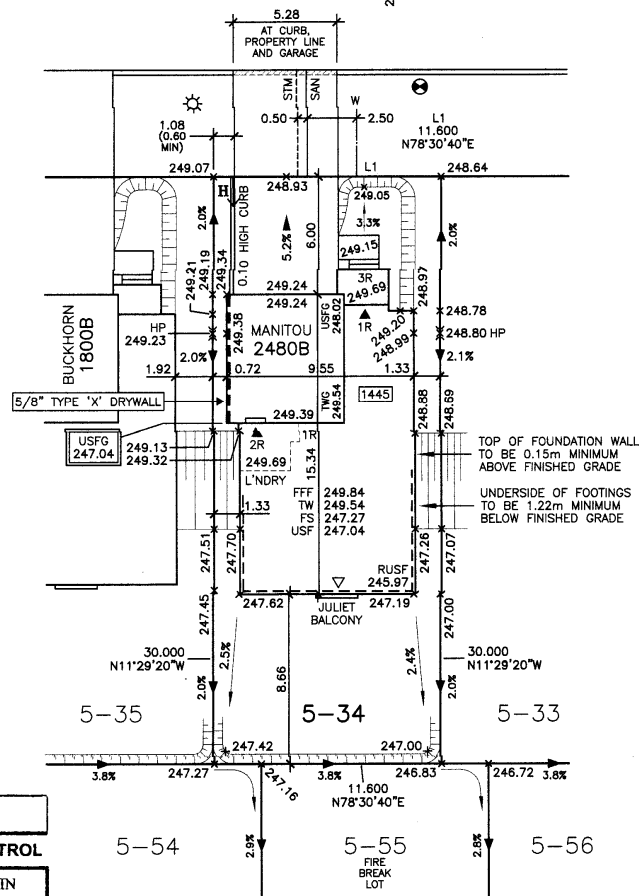 2
5.28
AT CURB,
PROPERTY LINE
AND GARAGE
STM
SAN
W
0.50
2.50
L1
11.600
N78°30'40"E
1.08
(0.60
MIN)
249.07
248.93
L1
248.64
249.05
H
0.10 HIGH CURB
5.2%
6.00
3.3%
2.0%
2.0%
249.15
3R
249.69
249.21
249.19
249.34
249.24
249.24
248.97
248.78
HP
249.23
249.38
MANITOU
2480B
USFG
248.02
1R
249.20
248.99
248.80 HP
BUCKHORN
1800B
2.0%
2.1%
1.92
0.72
9.55
1.33
5/8" TYPE 'X' DRYWALL
TWG
249.54
1445
248.88
248.69
249.39
USFG
247.04
249.13
249.32
2R
1R
249.69
L'NDRY
15.34
TOP OF FOUNDATION WALL
TO BE 0.15m MINIMUM
ABOVE FINISHED GRADE
1.33
FFF 249.84
TW 249.54
FS 247.27
USF 247.04
UNDERSIDE OF FOOTINGS
TO BE 1.22m MINIMUM
BELOW FINISHED GRADE
247.51
247.70
247.26
247.07
RUSF
245.97
247.45
247.62
JULIET
BALCONY
247.19
247.00
30.000
N11°29'20"W
2.5%
8.66
2.4%
30.000
N11°29'20"W
2.0%
2.0%
5-35
5-34
5-33
247.42
247.00
3.8%
247.27
247.16
3.8%
11.600
N78°30'40"E
246.83
246.72
3.8%
5-54
2.9%
5-55
FIRE
BREAK
LOT
2.8%
5-56
TROL
IN